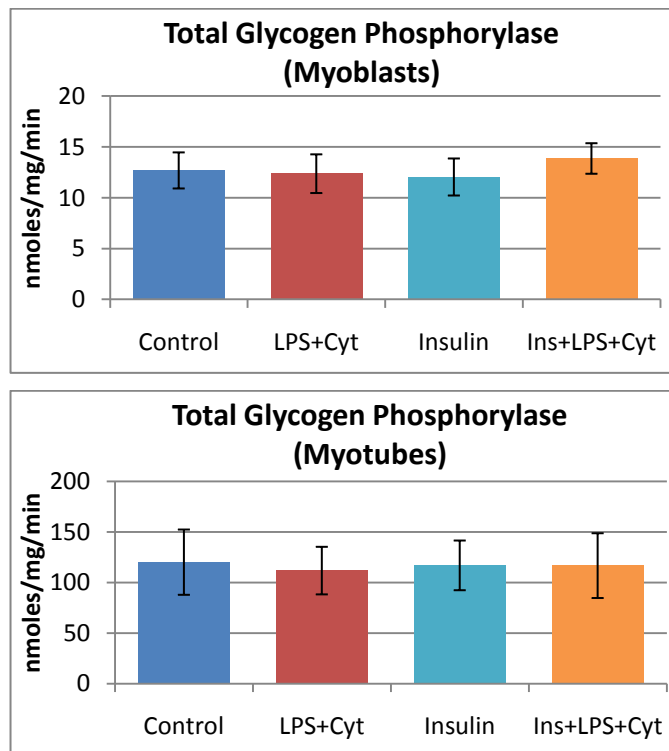 Total Glycogen Phosphorylase
(Myoblasts)
nmoles/mg/min
20
15
10
5
0
Control LPS+Cyt Insulin Ins+LPS+Cyt
Total Glycogen Phosphorylase
(Myotubes)
nmoles/mg/min
200
150
100
50
0
Control LPS+Cyt Insulin Ins+LPS+Cyt